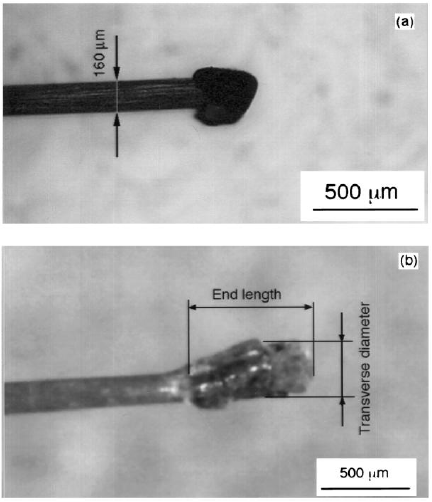 (a)
160 µm
500 µm
(b)
End length
Transverse diameter
500 µm